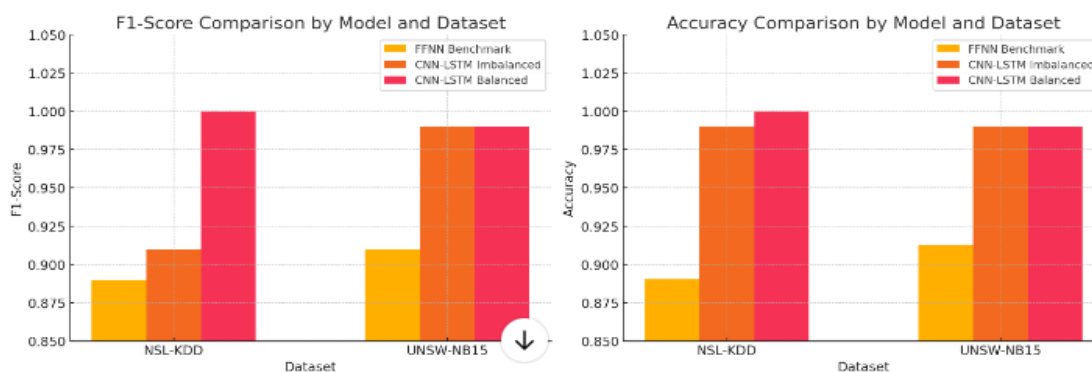 F1-Score Comparison by Model and Dataset
1.050
1.025
1.000
0.975
0.950
0.925
0.900
0.875
0.850
F1-Score
FFNN Benchmark
CNN-LSTM Imbalanced
CNN-LSTM Balanced
NSL-KDD
UNSW-NB15
Dataset
Accuracy Comparison by Model and Dataset
1.050
1.025
1.000
0.975
0.950
0.925
0.900
0.875
0.850
Accuracy
FFNN Benchmark
CNN-LSTM Imbalanced
CNN-LSTM Balanced
NSL-KDD
UNSW-NB15
Dataset